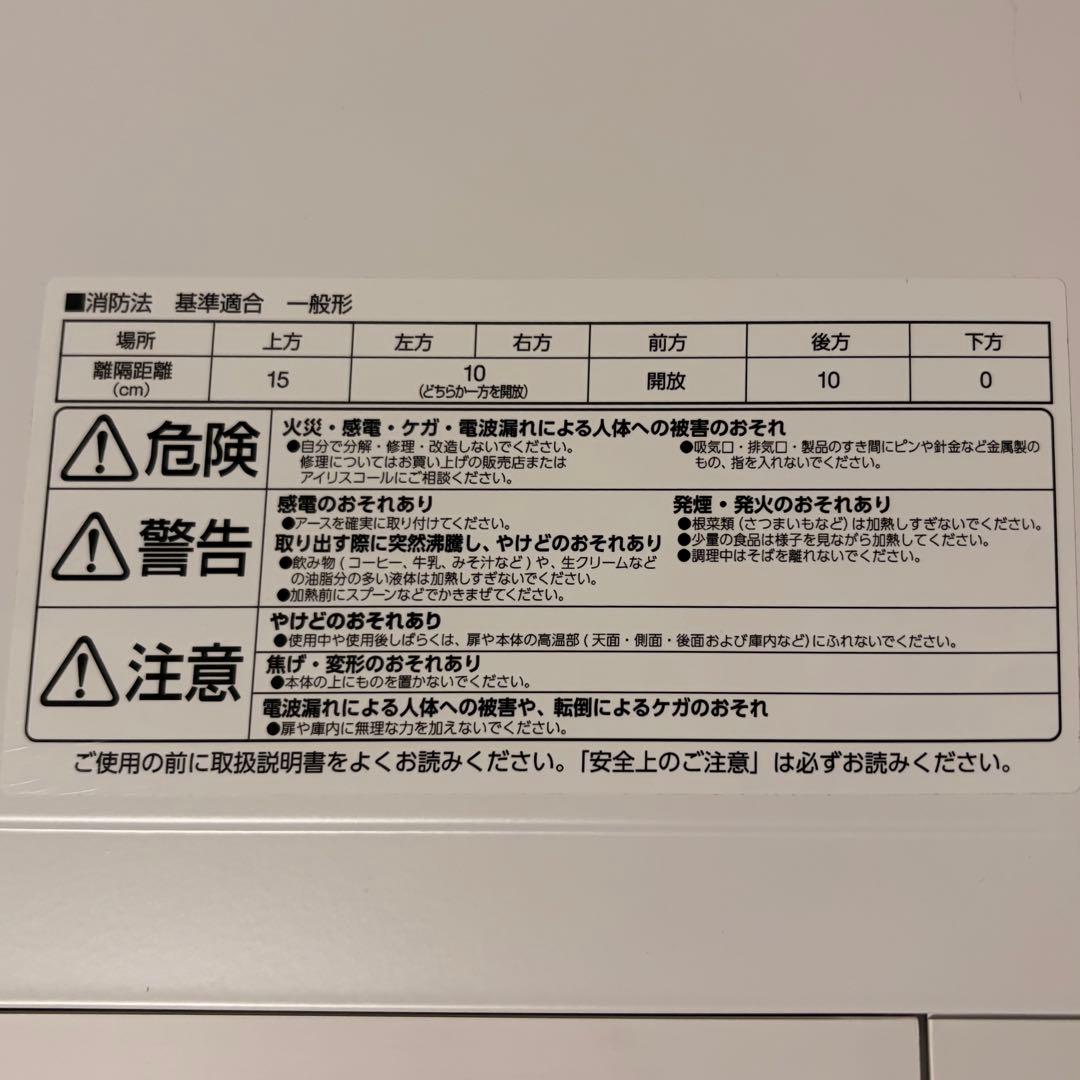 ■消防法 基準適合 一般形
場所 上方 左方 右方 前方 後方 下方
離隔距離(cm) 15 10(どちらか一方を開放) 開放 10 0
危険
火災・感電・ケガ・電波漏れによる人体への被害のおそれ
●自分で分解・修理・改造しないでください。
修理についてはお買い上げの販売店または
アイリスコールにご相談ください。
●吸気口・排気口・製品のすき間にピンや針金など金属製の
もの、指を入れないでください。
警告
感電のおそれあり
●アースを確実に取り付けてください。
取り出す際に突然沸騰し、やけどのおそれあり
●飲み物(コーヒー、牛乳、みそ汁など)や、生クリームなど
の油脂分の多い液体は加熱しすぎないでください。
●加熱前にスプーンなどでかきまぜてください。
発煙・発火のおそれあり
●根菜類(さつまいもなど)は加熱しすぎないでください。
●少量の食品は様子を見ながら加熱してください。
●調理中はそばを離れないでください。
注意
やけどのおそれあり
●使用中や使用後しばらくは、扉や本体の高温部(天面・側面・後面および庫内など)にふれないでください。
焦げ・変形のおそれあり
●本体の上にものを置かないでください。
電波漏れによる人体への被害や、転倒によるケガのおそれ
●扉や庫内に無理な力を加えないでください。
ご使用の前に取扱説明書をよくお読みください。「安全上のご注意」は必ずお読みください。